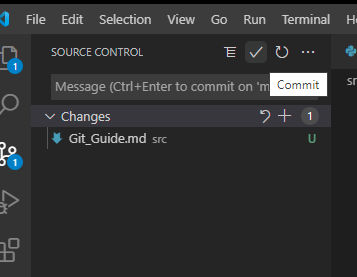 File Edit Selection View Go Run Terminal
1
SOURCE CONTROL
Message (Ctrl+Enter to commit on 'm
Commit
Changes 1
Git_Guide.md src U
1